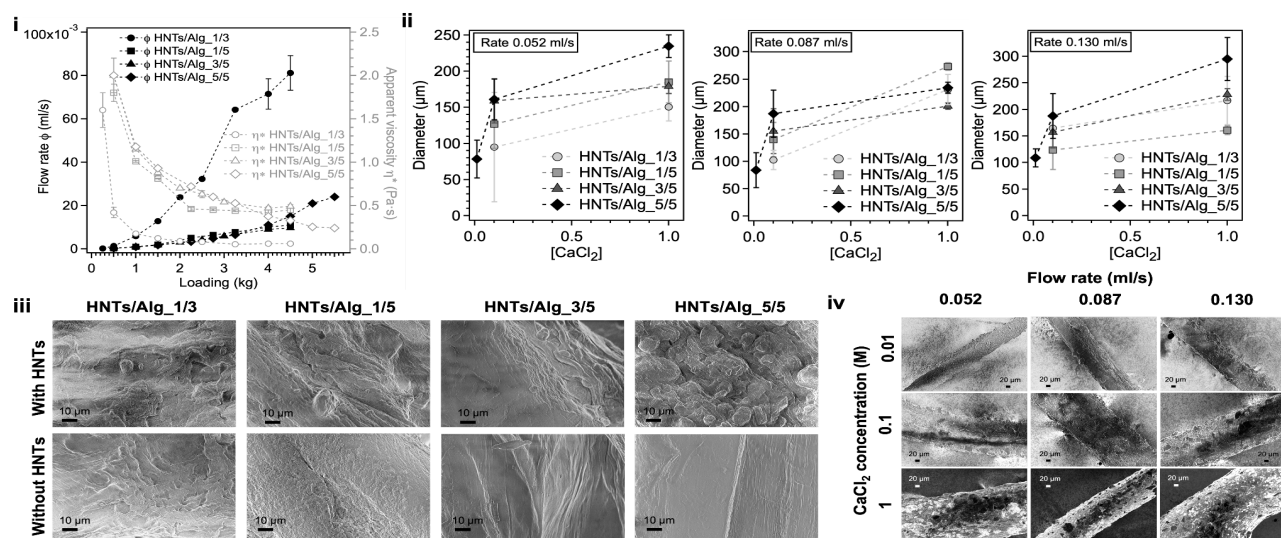 i
100x10⁻³
80
60
40
20
0
Flow rate ϕ (ml/s)
2.5
2.0
1.5
1.0
0.5
0.0
Apparent viscosity η* (Pa·s)
ϕ HNTs/Alg_1/3
ϕ HNTs/Alg_1/5
ϕ HNTs/Alg_3/5
ϕ HNTs/Alg_5/5
η* HNTs/Alg_1/3
η* HNTs/Alg_1/5
η* HNTs/Alg_3/5
η* HNTs/Alg_5/5
0 1 2 3 4 5
Loading (kg)
ii
Rate 0.052 ml/s
250
200
150
100
50
0
Diameter (μm)
HNTs/Alg_1/3
HNTs/Alg_1/5
HNTs/Alg_3/5
HNTs/Alg_5/5
0.0 0.5 1.0
[CaCl₂]
Rate 0.087 ml/s
300
250
200
150
100
50
0
Diameter (μm)
HNTs/Alg_1/3
HNTs/Alg_1/5
HNTs/Alg_3/5
HNTs/Alg_5/5
0.0 0.5 1.0
[CaCl₂]
Rate 0.130 ml/s
300
250
200
150
100
50
0
Diameter (μm)
HNTs/Alg_1/3
HNTs/Alg_1/5
HNTs/Alg_3/5
HNTs/Alg_5/5
0.0 0.5 1.0
[CaCl₂]
iii
HNTs/Alg_1/3 HNTs/Alg_1/5 HNTs/Alg_3/5 HNTs/Alg_5/5
With HNTs
10 μm 10 μm 10 μm 10 μm
Without HNTs
10 μm 10 μm 10 μm 10 μm
iv
Flow rate (ml/s)
0.052 0.087 0.130
CaCl₂ concentration (M)
0.01
20 μm 20 μm 20 μm
0.1
20 μm 20 μm 20 μm
1
20 μm 20 μm 20 μm